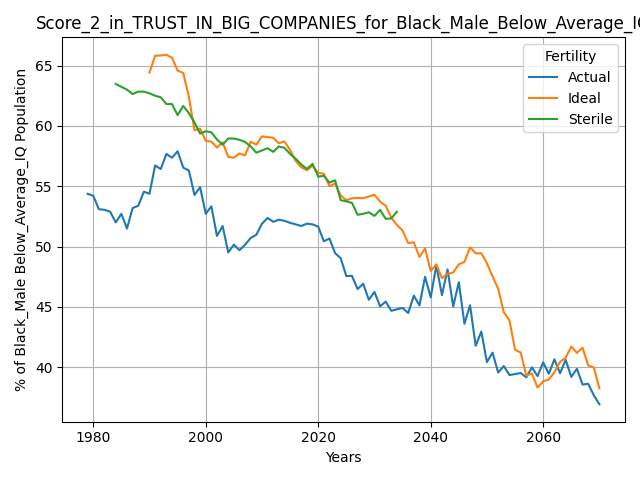 Score_2_in_TRUST_IN_BIG_COMPANIES_for_Black_Male_Below_Average_IQ
Fertility
Actual
Ideal
Sterile
% of Black_Male Below_Average_IQ Population
65
60
55
50
45
40
1980
2000
2020
2040
2060
Years